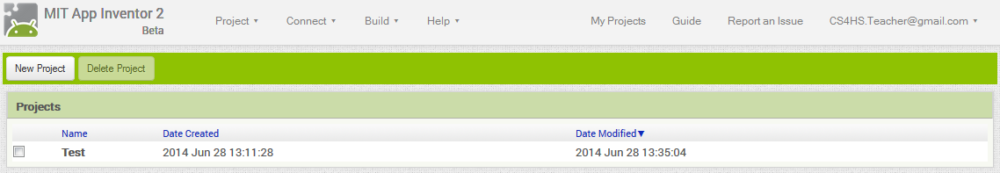 MIT App Inventor 2
Beta
Project Connect Build Help My Projects Guide Report an Issue CS4HS.Teacher@gmail.com
New Project Delete Project
Projects
Name Date Created Date Modified
Test 2014 Jun 28 13:11:28 2014 Jun 28 13:35:04